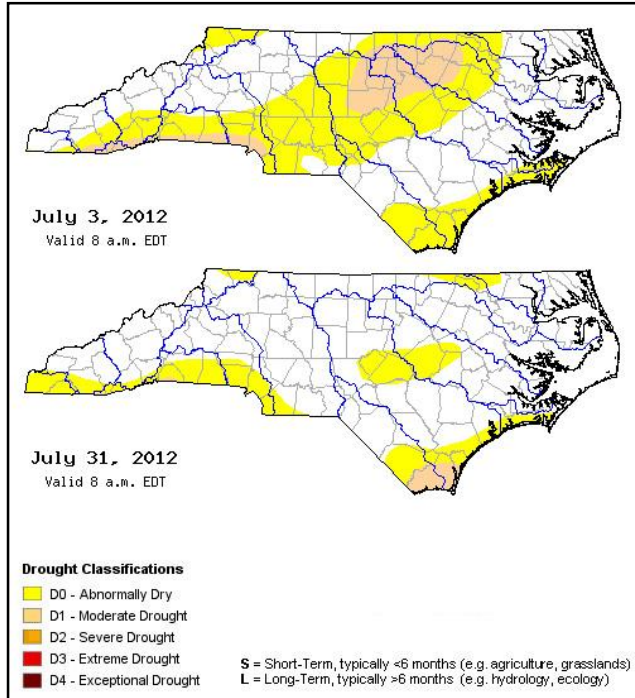 July 3, 2012
Valid 8 a.m. EDT
July 31, 2012
Valid 8 a.m. EDT
Drought Classifications
D0 - Abnormally Dry
D1 - Moderate Drought
D2 - Severe Drought
D3 - Extreme Drought
D4 - Exceptional Drought
S = Short-Term, typically <6 months (e.g. agriculture, grasslands)
L = Long-Term, typically >6 months (e.g. hydrology, ecology)